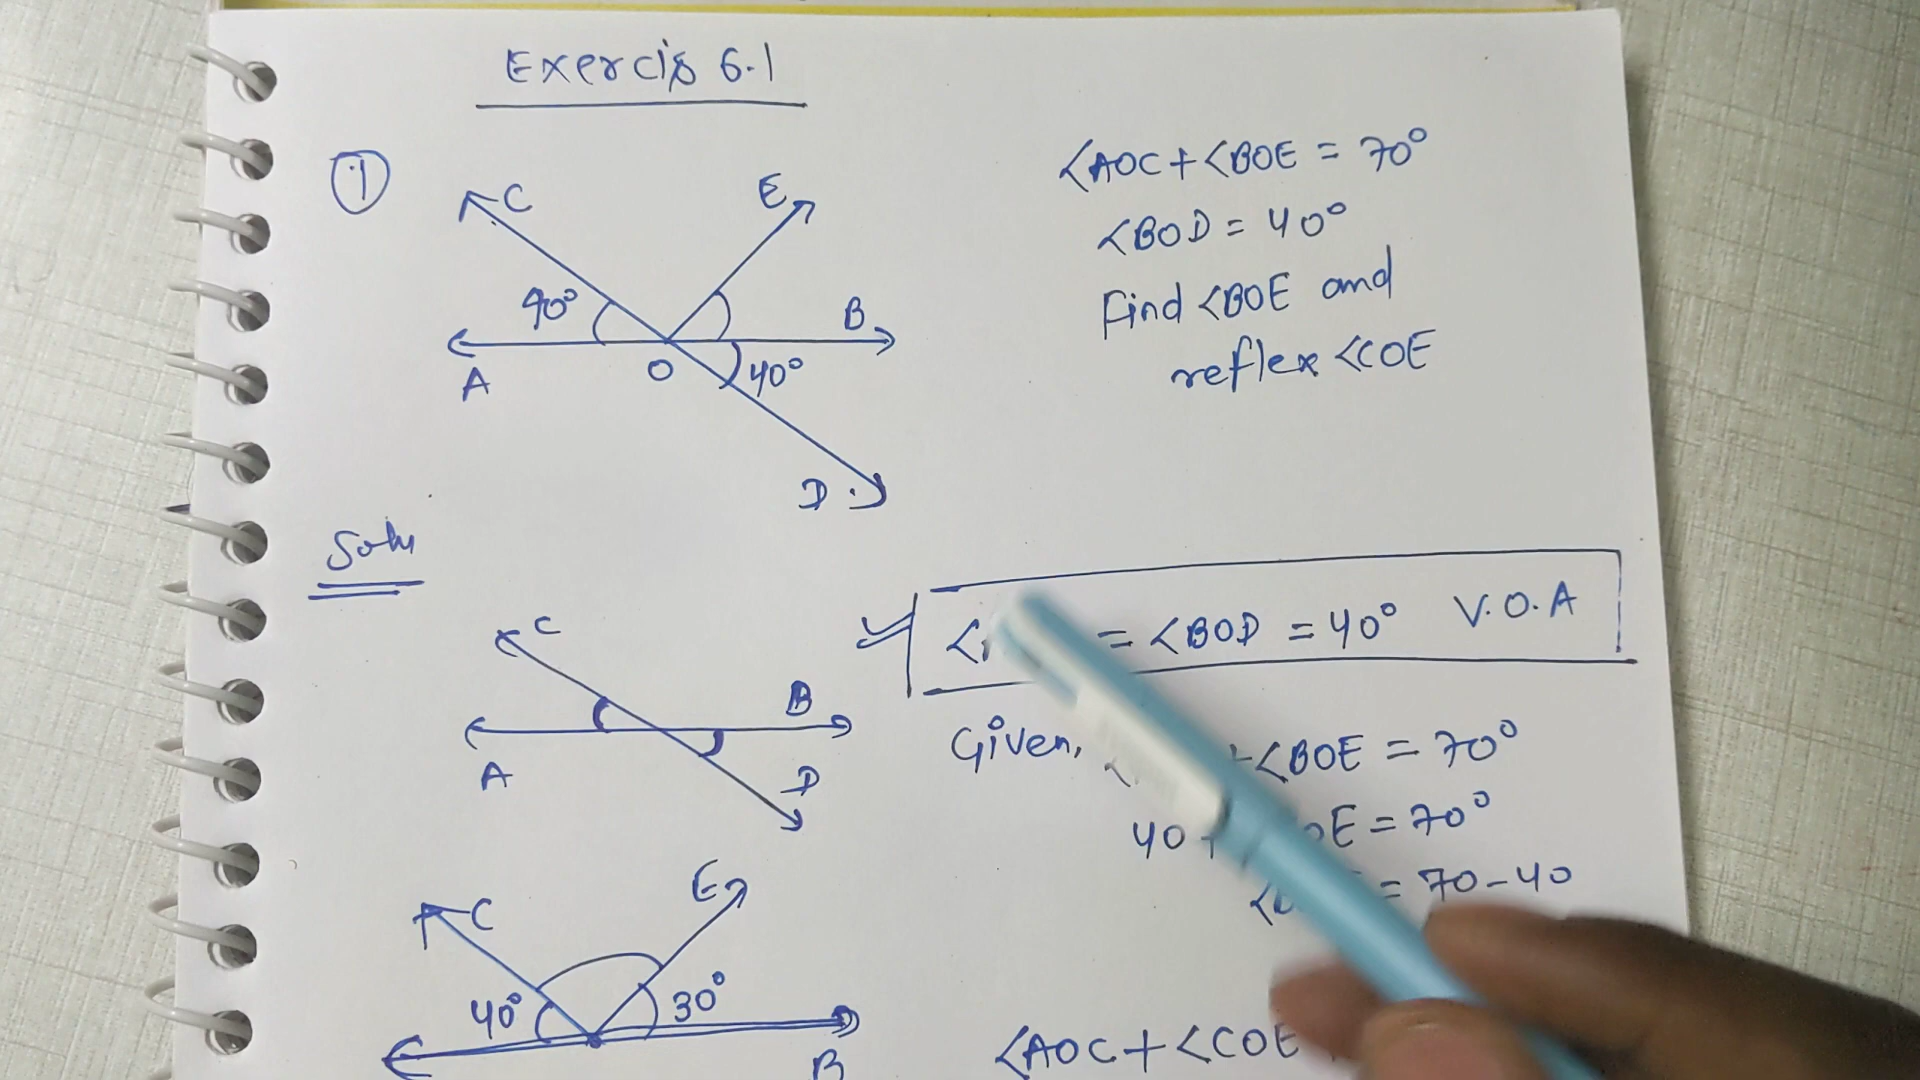 Exercis 6.1
1
C
E
40°
B
A
O
40°
D
∠AOC + ∠BOE = 70°
∠BOD = 40°
Find ∠BOE and
reflex ∠COE
Soln
C
B
A
D
= ∠BOD = 40° V.O.A
Given, + ∠BOE = 70°
40 + E = 70°
= 70 - 40
C
E
40°
30°
B
∠AOC + ∠COE